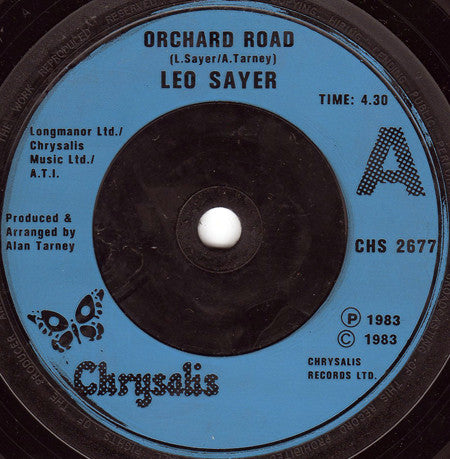 ORCHARD ROAD
(L.Sayer/A.Tarney)
LEO SAYER
TIME: 4.30
Longmanor Ltd./
Chrysalis
Music Ltd./
A.T.I.
A
Produced &
Arranged by
Alan Tarney
CHS 2677
Ⓟ 1983
© 1983
Chrysalis
CHRYSALIS
RECORDS LTD.